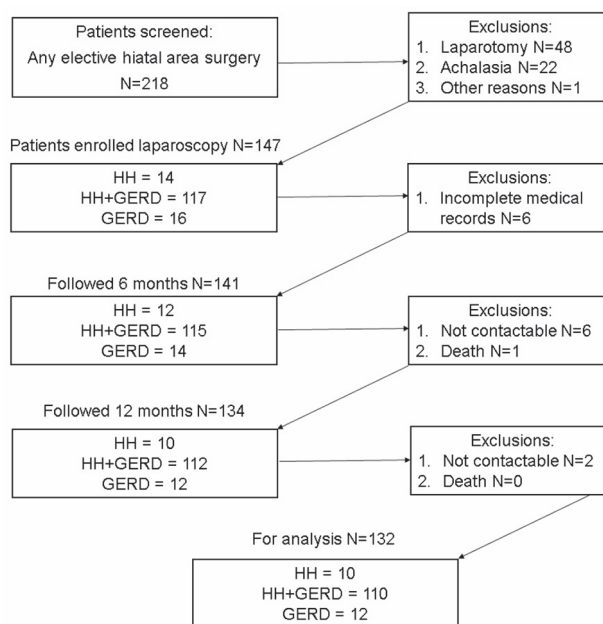 Patients screened:
Any elective hiatal area surgery
N=218
Exclusions:
1. Laparotomy N=48
2. Achalasia N=22
3. Other reasons N=1
Patients enrolled laparoscopy N=147
HH = 14
HH+GERD = 117
GERD = 16
Exclusions:
1. Incomplete medical
records N=6
Followed 6 months N=141
HH = 12
HH+GERD = 115
GERD = 14
Exclusions:
1. Not contactable N=6
2. Death N=1
Followed 12 months N=134
HH = 10
HH+GERD = 112
GERD = 12
Exclusions:
1. Not contactable N=2
2. Death N=0
For analysis N=132
HH = 10
HH+GERD = 110
GERD = 12